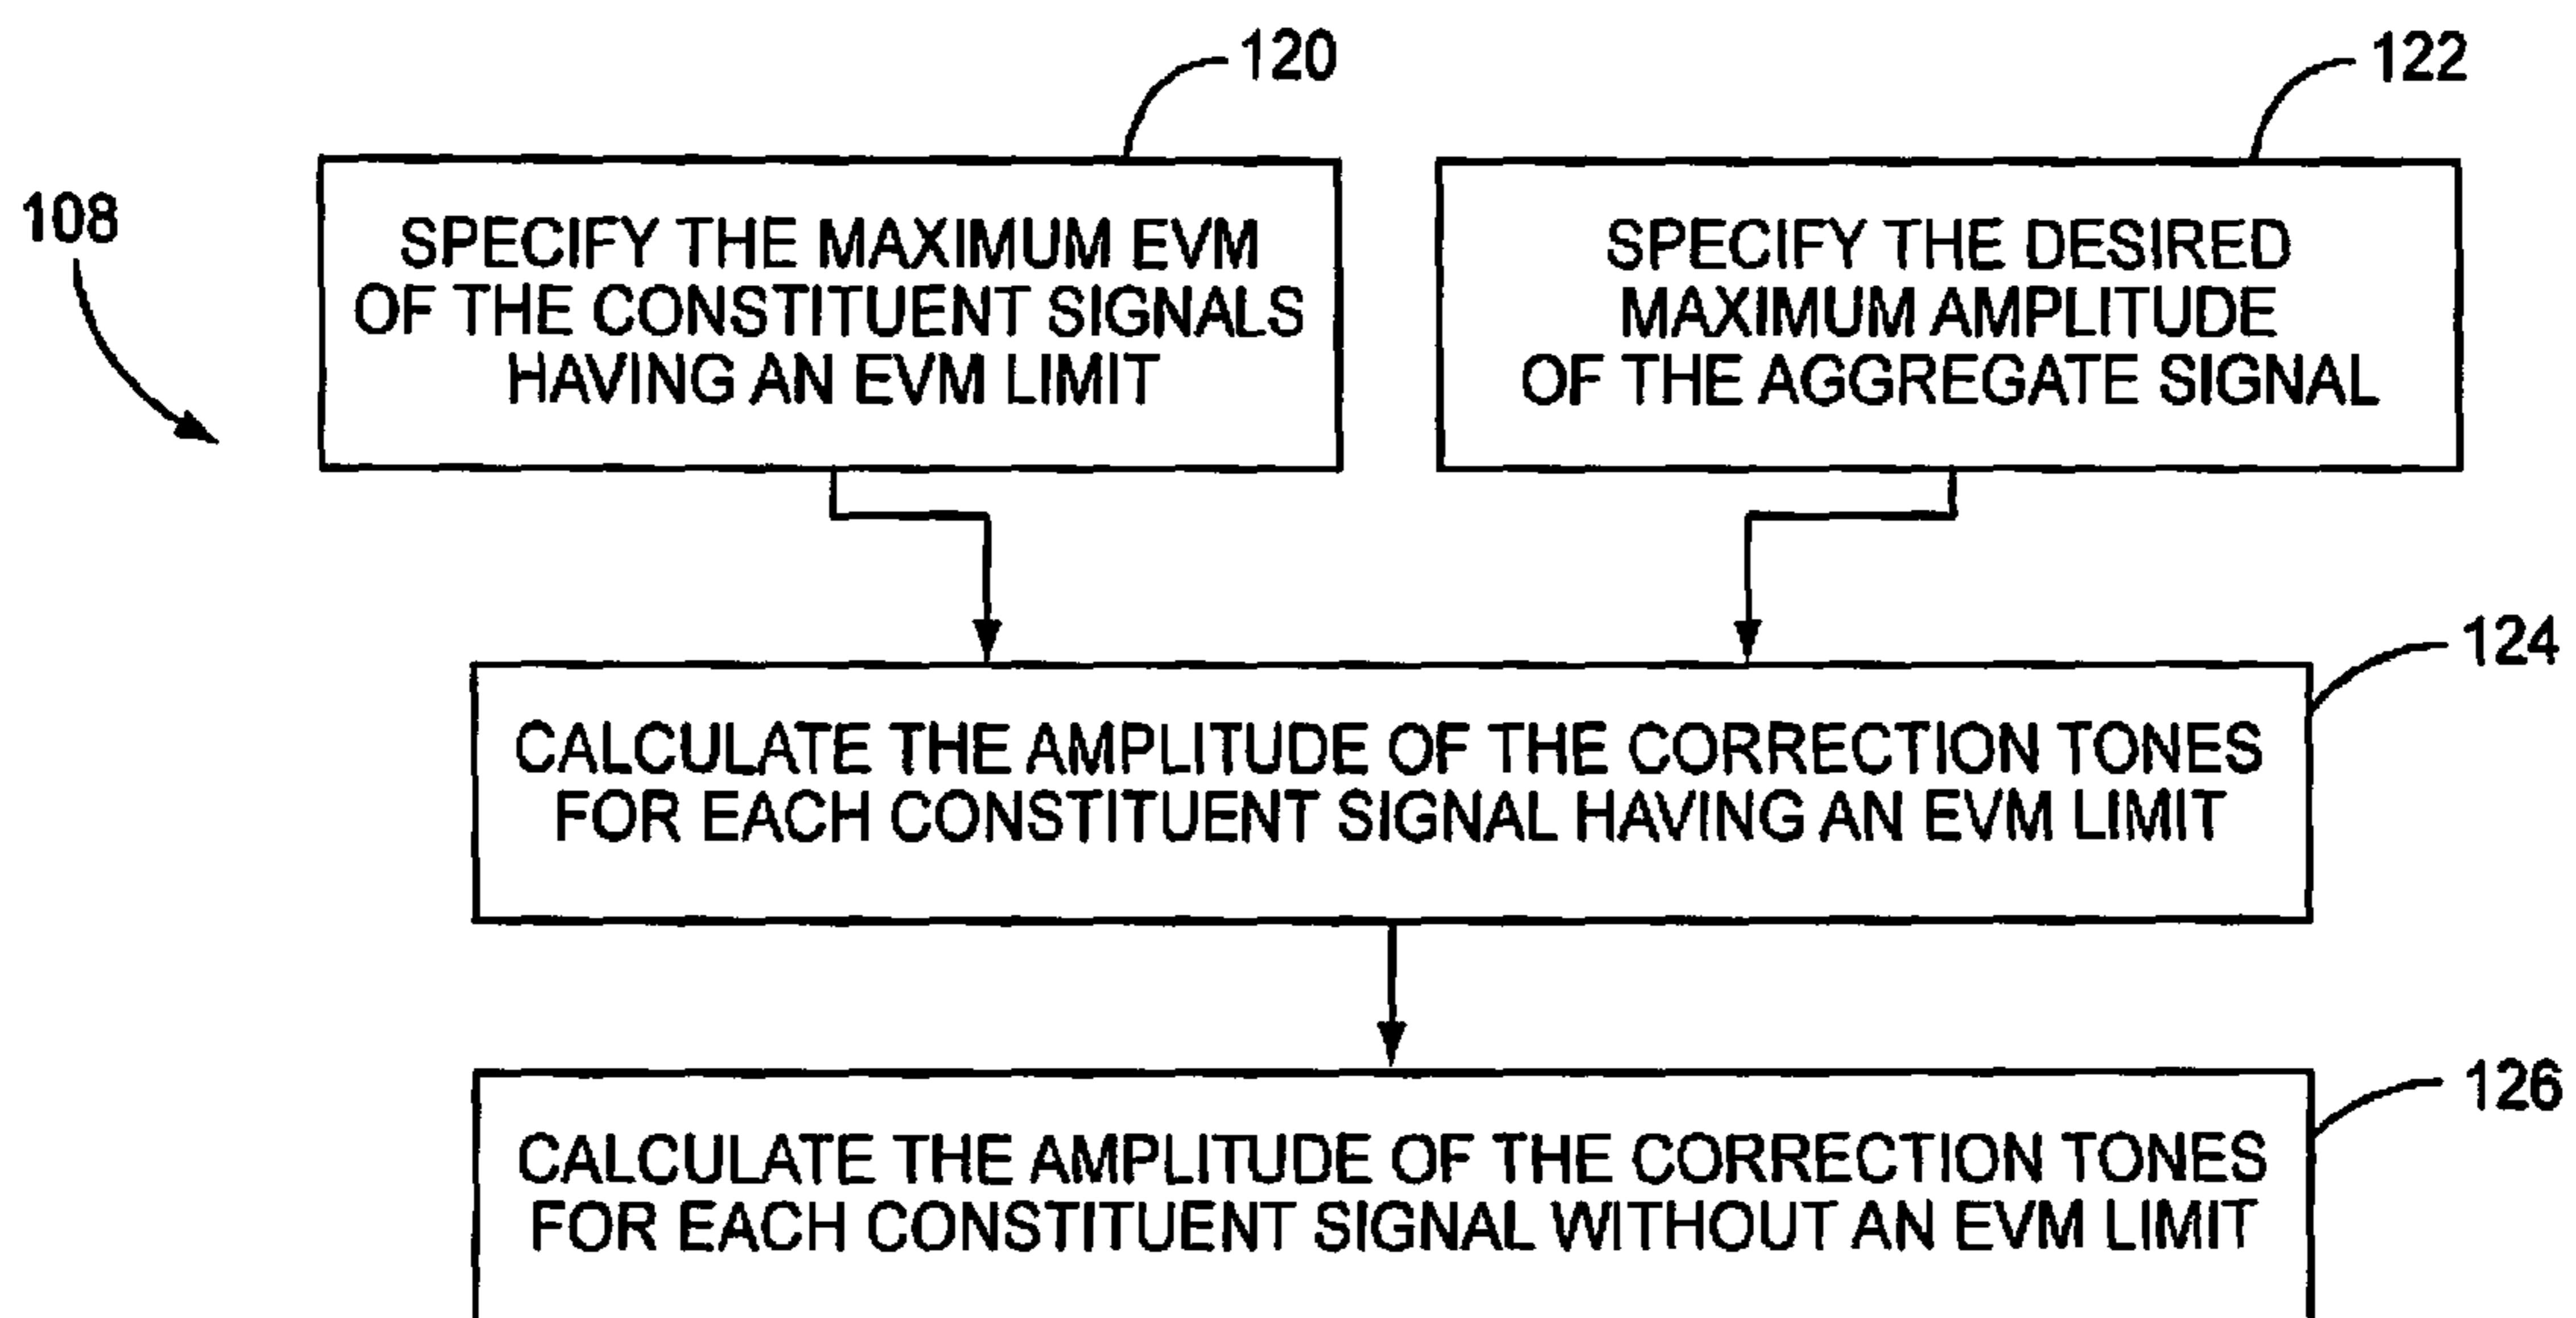 120
122
108
SPECIFY THE MAXIMUM EVM
OF THE CONSTITUENT SIGNALS
HAVING AN EVM LIMIT
SPECIFY THE DESIRED
MAXIMUM AMPLITUDE
OF THE AGGREGATE SIGNAL
124
CALCULATE THE AMPLITUDE OF THE CORRECTION TONES
FOR EACH CONSTITUENT SIGNAL HAVING AN EVM LIMIT
126
CALCULATE THE AMPLITUDE OF THE CORRECTION TONES
FOR EACH CONSTITUENT SIGNAL WITHOUT AN EVM LIMIT